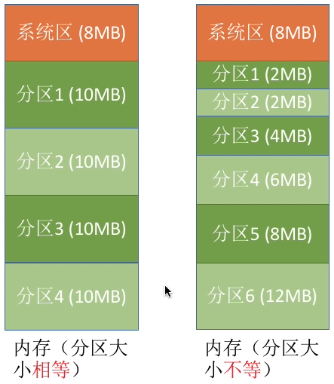 系统区 (8MB)
分区1 (10MB)
分区2 (10MB)
分区3 (10MB)
分区4 (10MB)
内存（分区大
小相等）
系统区 (8MB)
分区1 (2MB)
分区2 (2MB)
分区3 (4MB)
分区4 (6MB)
分区5 (8MB)
分区6 (12MB)
内存（分区大
小不等）